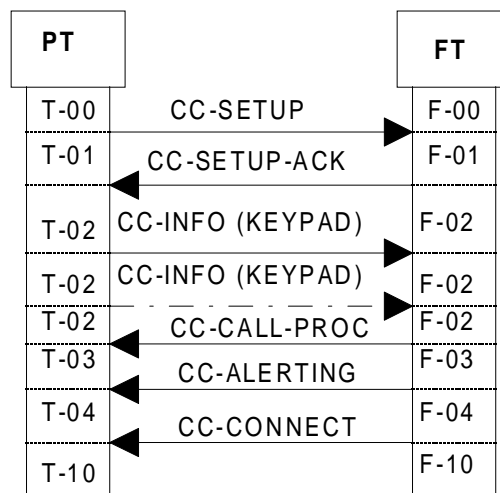 PT FT
T-00 CC-SETUP F-00
T-01 CC-SETUP-ACK F-01
T-02 CC-INFO (KEYPAD) F-02
T-02 CC-INFO (KEYPAD) F-02
T-02 CC-CALL-PROC F-02
T-03 CC-ALERTING F-03
T-04 CC-CONNECT F-04
T-10 F-10